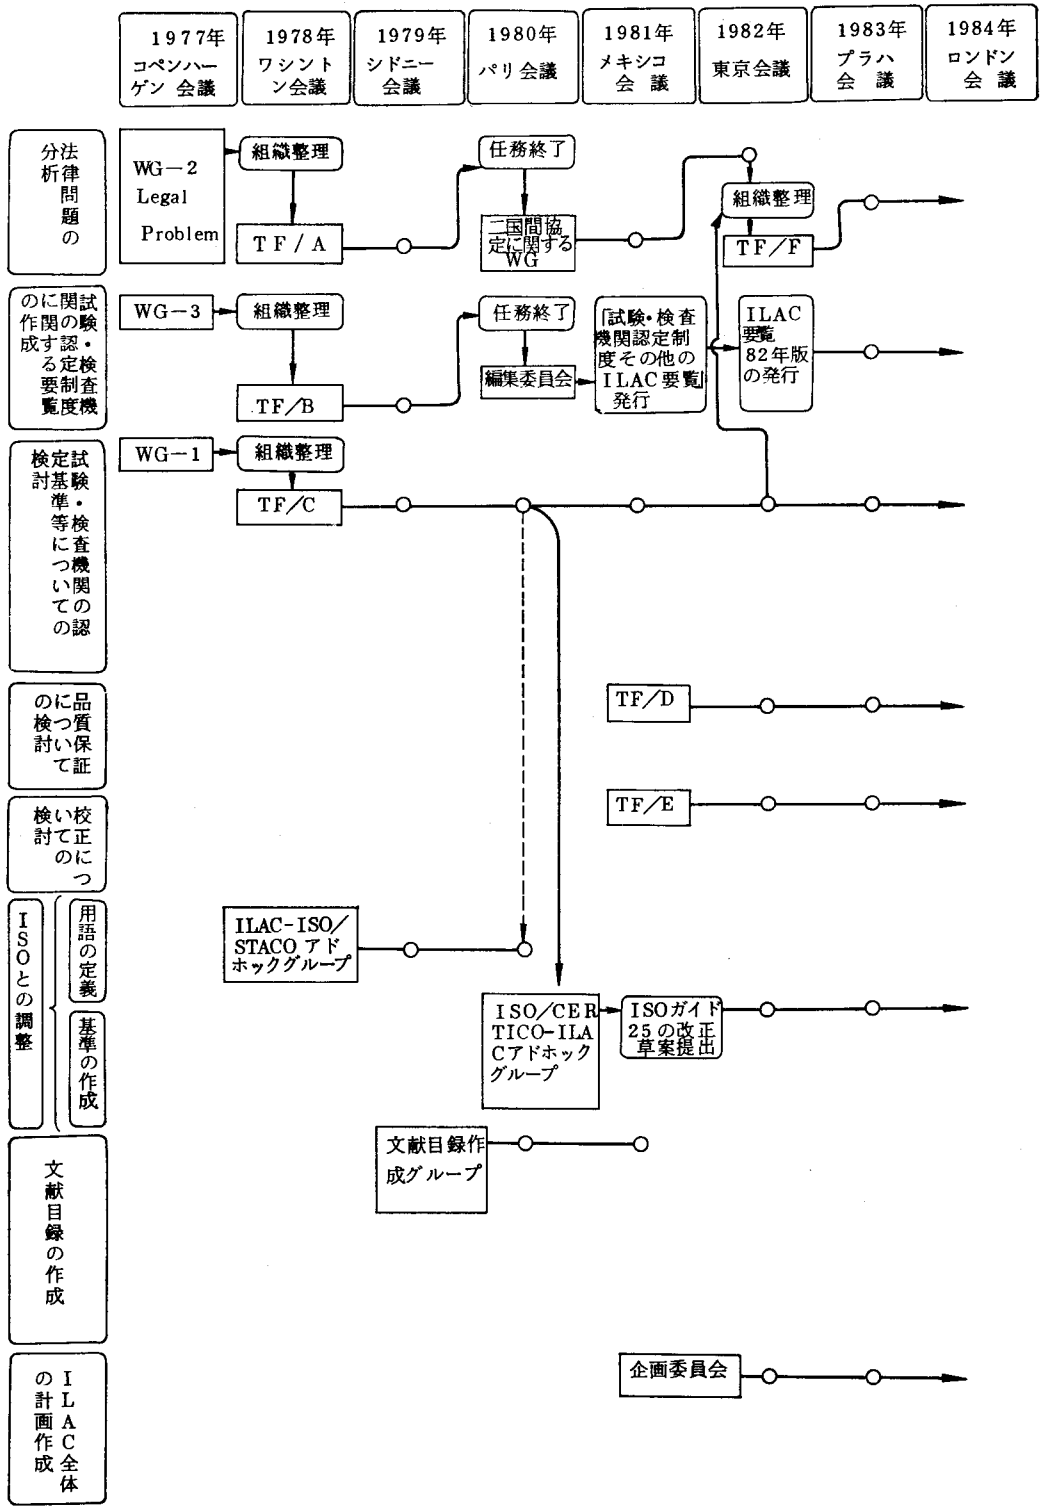 1977年
コペンハー
ゲン 会議
1978年
ワシント
ン会議
1979年
シドニー
会議
1980年
パリ会議
1981年
メキシコ
会 議
1982年
東京会議
1983年
プラハ
会 議
1984年
ロンドン
会 議
法律問題の
分析
WG-2
Legal
Problem
組織整理
TF/A
任務終了
二国間協
定に関する
WG
組織整理
TF/F
試験・検査機
関の認定制度
に関する要覧
の作成
WG-3
組織整理
TF/B
任務終了
編集委員会
「試験・検査
機関認定制
度その他の
ILAC要覧」
発行
ILAC
要覧
82年版
の発行
試験・検査機関の認
定基準等についての
検討
WG-1
組織整理
TF/C
品質保証
について
の検討
TF/D
校正につ
いての
検討
TF/E
ISOとの調整
用語の定義
ILAC-ISO/
STACO アド
ホックグループ
基準の作成
ISO/CER
TICO-ILA
Cアドホック
グループ
ISOガイド
25の改正
草案提出
文献目録の作成
文献目録作
成グループ
ILAC全体
の計画作成
企画委員会